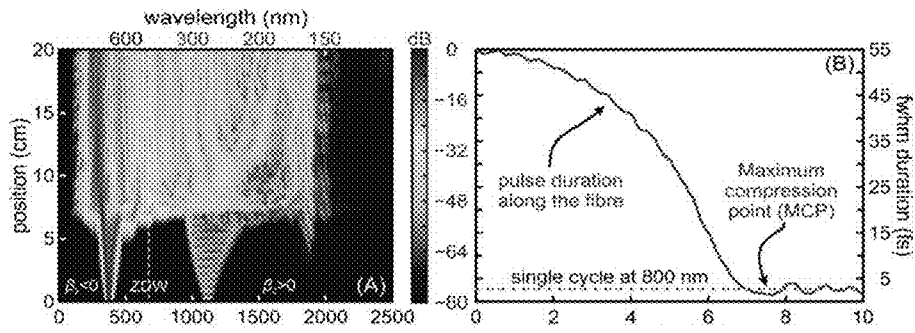 wavelength (nm)
600 300 200 150 dB
20
15
10
5
0
position (cm)
β₂<0 ZDW β₂>0 (A)
0 500 1000 1500 2000 2500
0
−16
−32
−48
−64
−80
(B)
pulse duration
along the fibre
Maximum
compression
point (MCP)
single cycle at 800 nm
55
45
35
25
15
5
fwhm duration (fs)
0 2 4 6 8 10